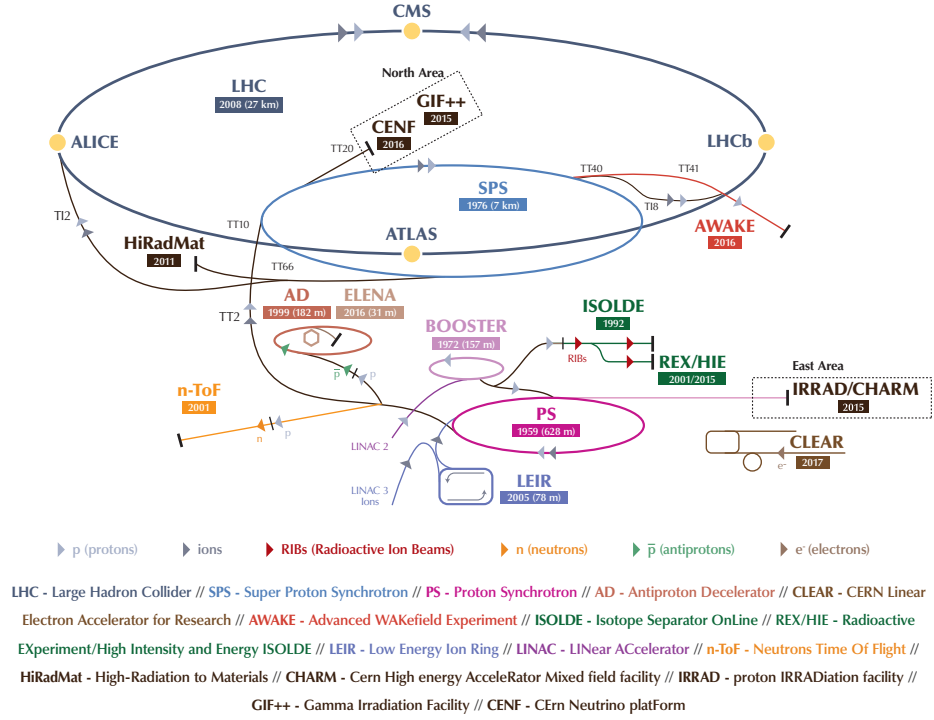 CMS
North Area
LHC
2008 (27 km)
GIF++
2015
CENF
2016
ALICE
LHCb
TT20
TT40
TT41
SPS
1976 (7 km)
TI8
TI2
TT10
AWAKE
2016
ATLAS
HiRadMat
2011
TT66
AD
1999 (182 m)
ELENA
2016 (31 m)
ISOLDE
1992
TT2
BOOSTER
1972 (157 m)
RIBs
REX/HIE
2001/2015
East Area
p̅
p
IRRAD/CHARM
2015
n-ToF
2001
PS
1959 (628 m)
n
p
LINAC 2
CLEAR
2017
e-
LINAC 3
Ions
LEIR
2005 (78 m)
p (protons)
ions
RIBs (Radioactive Ion Beams)
n (neutrons)
p̅ (antiprotons)
e- (electrons)
LHC - Large Hadron Collider // SPS - Super Proton Synchrotron // PS - Proton Synchrotron // AD - Antiproton Decelerator // CLEAR - CERN Linear
Electron Accelerator for Research // AWAKE - Advanced WAKefield Experiment // ISOLDE - Isotope Separator OnLine // REX/HIE - Radioactive
EXperiment/High Intensity and Energy ISOLDE // LEIR - Low Energy Ion Ring // LINAC - LINear ACcelerator // n-ToF - Neutrons Time Of Flight //
HiRadMat - High-Radiation to Materials // CHARM - Cern High energy AcceleRator Mixed field facility // IRRAD - proton IRRADiation facility //
GIF++ - Gamma Irradiation Facility // CENF - CErn Neutrino platForm